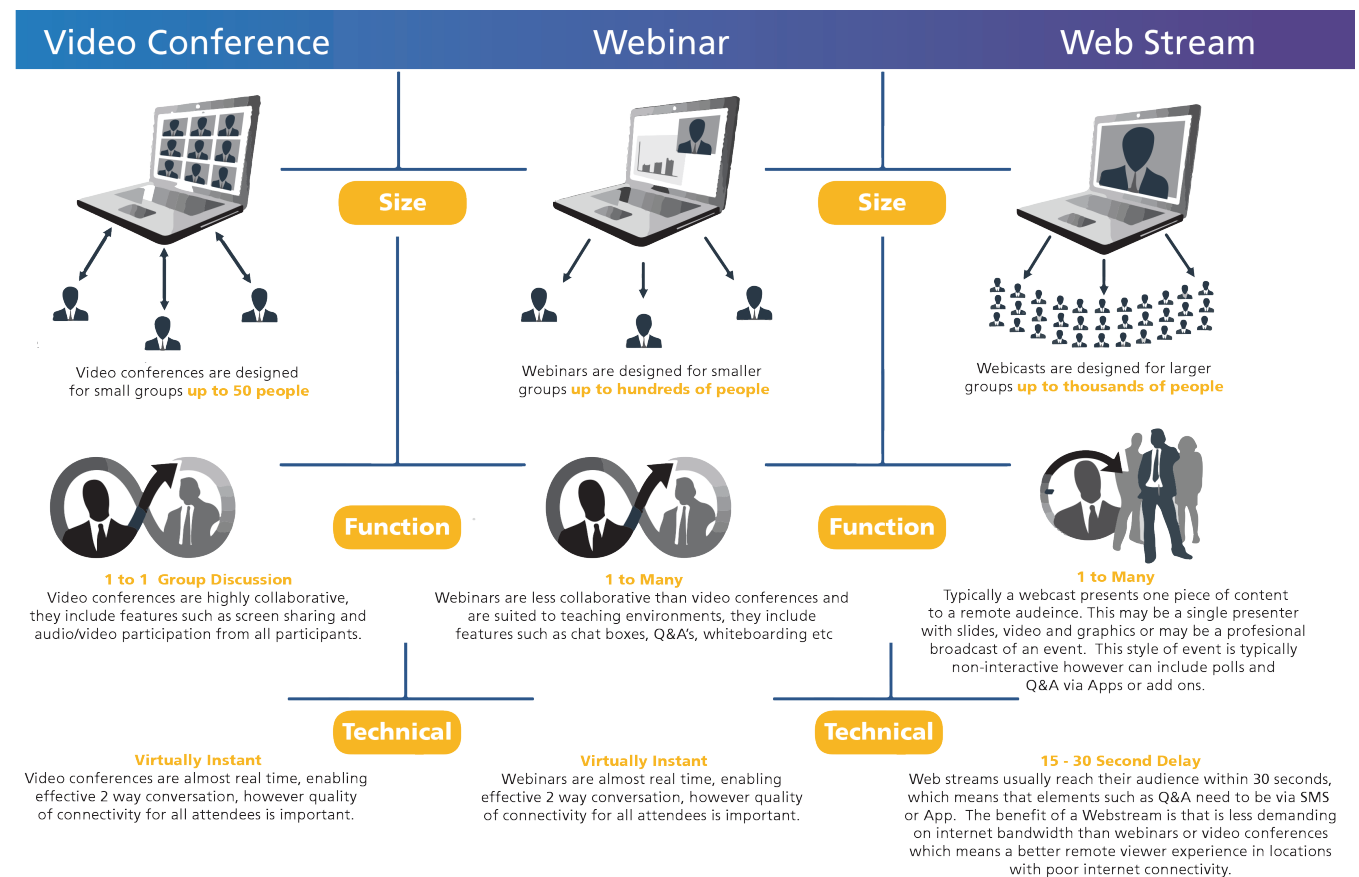 Video Conference
Webinar
Web Stream
Size
Size
Video conferences are designed
for small groups up to 50 people
Webinars are designed for smaller
groups up to hundreds of people
Webicasts are designed for larger
groups up to thousands of people
Function
Function
1 to 1 Group Discussion
Video conferences are highly collaborative,
they include features such as screen sharing and
audio/video participation from all participants.
1 to Many
Webinars are less collaborative than video conferences and
are suited to teaching environments, they include
features such as chat boxes, Q&A's, whiteboarding etc
1 to Many
Typically a webcast presents one piece of content
to a remote audeince. This may be a single presenter
with slides, video and graphics or may be a profesional
broadcast of an event. This style of event is typically
non-interactive however can include polls and
Q&A via Apps or add ons.
Technical
Technical
Virtually Instant
Video conferences are almost real time, enabling
effective 2 way conversation, however quality
of connectivity for all attendees is important.
Virtually Instant
Webinars are almost real time, enabling
effective 2 way conversation, however quality
of connectivity for all attendees is important.
15 - 30 Second Delay
Web streams usually reach their audience within 30 seconds,
which means that elements such as Q&A need to be via SMS
or App. The benefit of a Webstream is that is less demanding
on internet bandwidth than webinars or video conferences
which means a better remote viewer experience in locations
with poor internet connectivity.